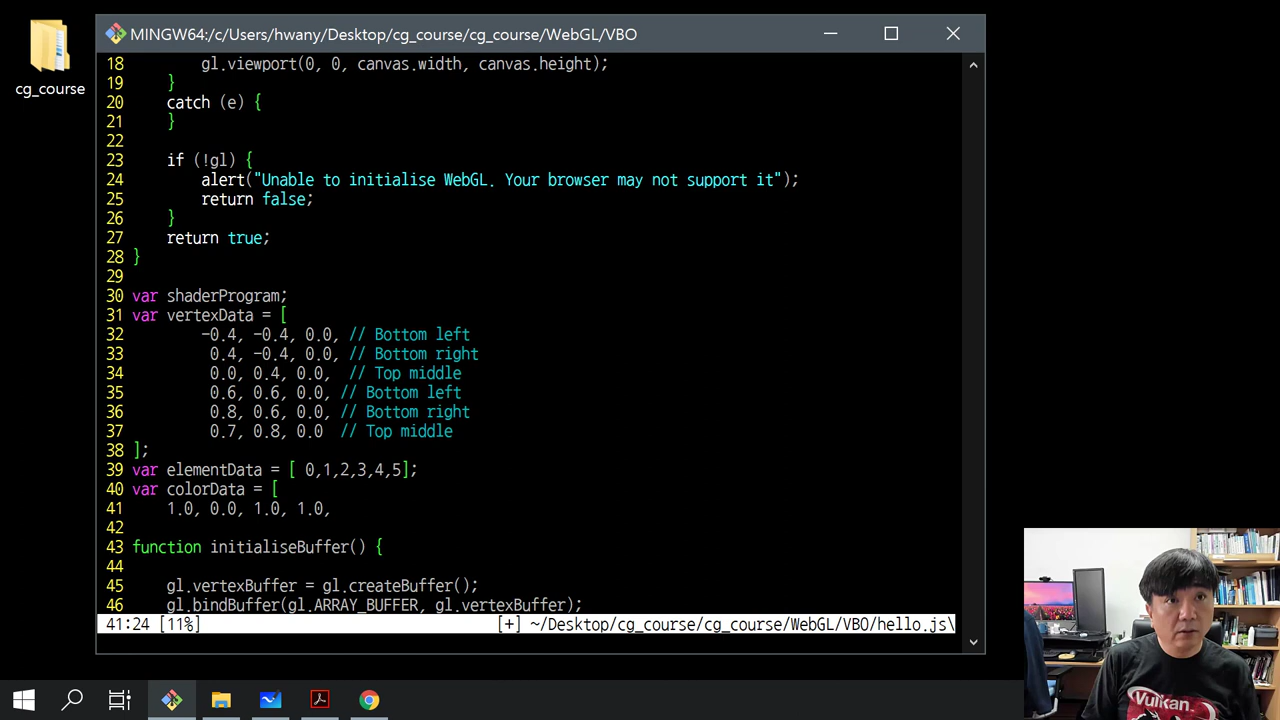 MINGW64:/c/Users/hwany/Desktop/cg_course/cg_course/WebGL/VBO
cg_course
18         gl.viewport(0, 0, canvas.width, canvas.height);
19     }
20     catch (e) {
21     }
22
23     if (!gl) {
24         alert("Unable to initialise WebGL. Your browser may not support it");
25         return false;
26     }
27     return true;
28 }
29
30 var shaderProgram;
31 var vertexData = [
32         -0.4, -0.4, 0.0, // Bottom left
33          0.4, -0.4, 0.0, // Bottom right
34          0.0, 0.4, 0.0,  // Top middle
35          0.6, 0.6, 0.0, // Bottom left
36          0.8, 0.6, 0.0, // Bottom right
37          0.7, 0.8, 0.0  // Top middle
38 ];
39 var elementData = [ 0,1,2,3,4,5];
40 var colorData = [
41     1.0, 0.0, 1.0, 1.0,
42
43 function initialiseBuffer() {
44
45     gl.vertexBuffer = gl.createBuffer();
46     gl.bindBuffer(gl.ARRAY_BUFFER, gl.vertexBuffer);
41:24 [11%] [+] ~/Desktop/cg_course/cg_course/WebGL/VBO/hello.js\
Vulkan